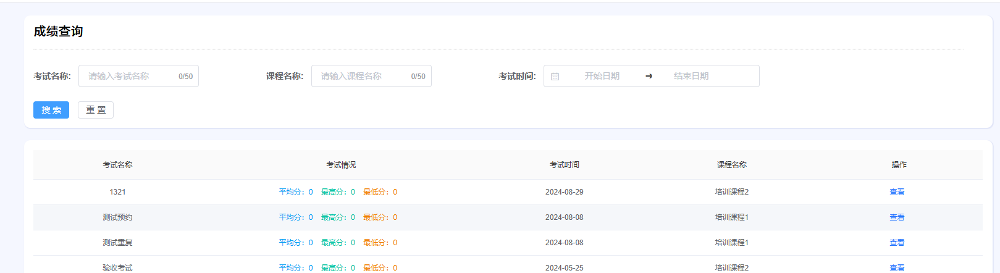 成绩查询
考试名称: 请输入考试名称 0/50 课程名称: 请输入课程名称 0/50 考试时间: 开始日期 → 结束日期
搜 索 重 置
考试名称 考试情况 考试时间 课程名称 操作
1321 平均分：0 最高分：0 最低分：0 2024-08-29 培训课程2 查看
测试预约 平均分：0 最高分：0 最低分：0 2024-08-08 培训课程1 查看
测试重复 平均分：0 最高分：0 最低分：0 2024-08-08 培训课程1 查看
验收考试 平均分：0 最高分：0 最低分：0 2024-05-25 培训课程2 查看